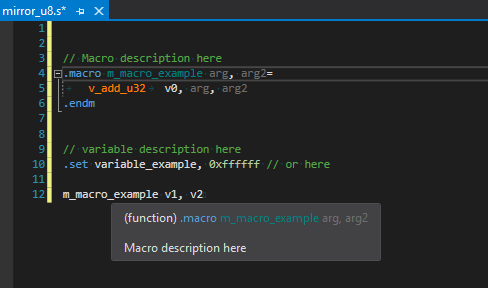 mirror_u8.s*
1
2
3 // Macro description here
4 .macro m_macro_example arg, arg2=
5 v_add_u32 v0, arg, arg2
6 .endm
7
8
9 // variable description here
10 .set variable_example, 0xffffff // or here
11
12 m_macro_example v1, v2
(function) .macro m_macro_example arg, arg2
Macro description here